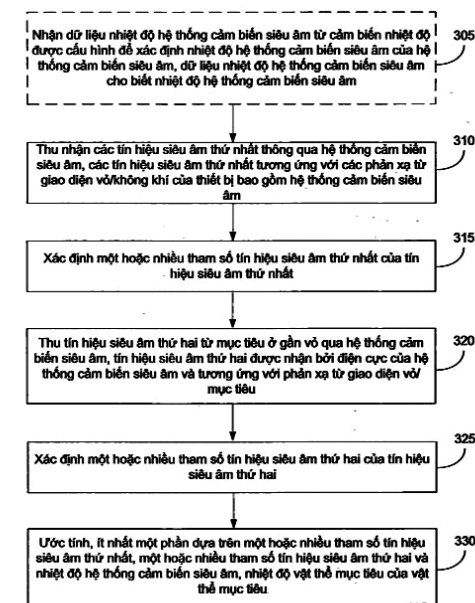 Nhận dữ liệu nhiệt độ hệ thống cảm biến siêu âm từ cảm biến nhiệt độ
được cấu hình để xác định nhiệt độ hệ thống cảm biến siêu âm của hệ
thống cảm biến siêu âm, dữ liệu nhiệt độ hệ thống cảm biến siêu âm
cho biết nhiệt độ hệ thống cảm biến siêu âm
305
Thu nhận các tín hiệu siêu âm thứ nhất thông qua hệ thống cảm biến
siêu âm, các tín hiệu siêu âm thứ nhất tương ứng với các phản xạ từ
giao diện vỏ/không khí của thiết bị bao gồm hệ thống cảm biến siêu
âm
310
Xác định một hoặc nhiều tham số tín hiệu siêu âm thứ nhất của tín
hiệu siêu âm thứ nhất
315
Thu tín hiệu siêu âm thứ hai từ mục tiêu ở gần vỏ qua hệ thống cảm
biến siêu âm, tín hiệu siêu âm thứ hai được nhận bởi điện cực của hệ
thống cảm biến siêu âm và tương ứng với phản xạ từ giao diện vỏ/
mục tiêu
320
Xác định một hoặc nhiều tham số tín hiệu siêu âm thứ hai của tín hiệu
siêu âm thứ hai
325
Ước tính, ít nhất một phần dựa trên một hoặc nhiều tham số tín hiệu
siêu âm thứ nhất, một hoặc nhiều tham số tín hiệu siêu âm thứ hai và
nhiệt độ hệ thống cảm biến siêu âm, nhiệt độ vật thể mục tiêu của vật
thể mục tiêu
330